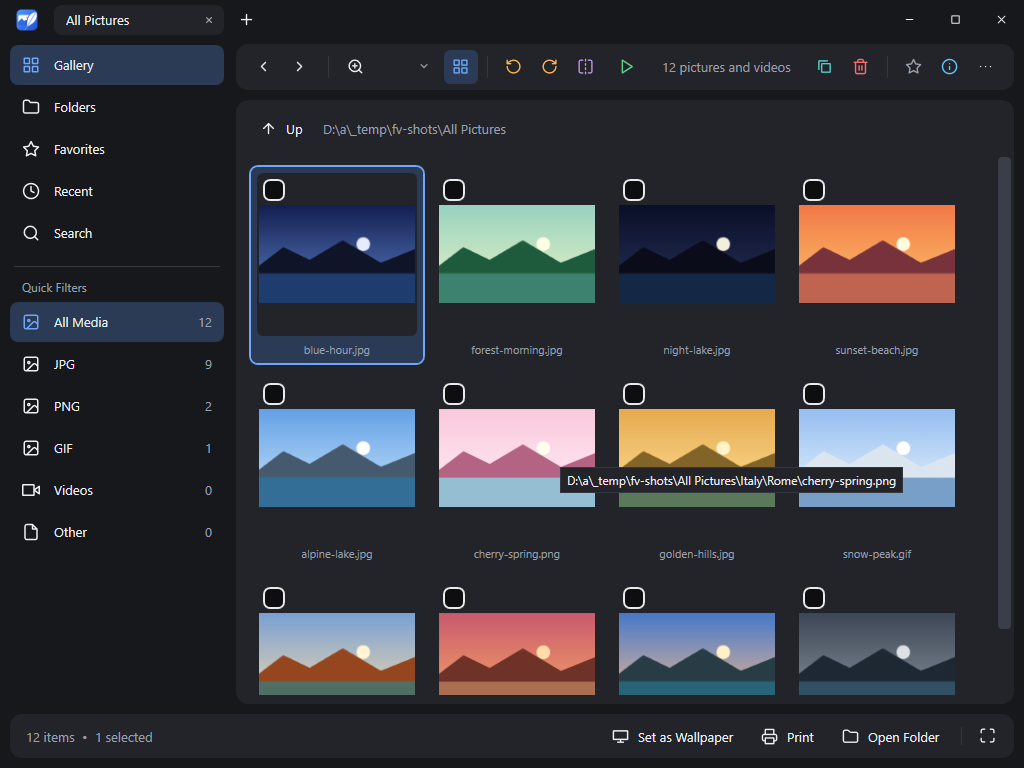 All Pictures
Gallery
Folders
Favorites
Recent
Search
Quick Filters
All Media 12
JPG 9
PNG 2
GIF 1
Videos 0
Other 0
12 pictures and videos
Up D:\a\_temp\fv-shots\All Pictures
blue-hour.jpg
forest-morning.jpg
night-lake.jpg
sunset-beach.jpg
D:\a\_temp\fv-shots\All Pictures\Italy\Rome\cherry-spring.png
alpine-lake.jpg
cherry-spring.png
golden-hills.jpg
snow-peak.gif
12 items • 1 selected
Set as Wallpaper
Print
Open Folder